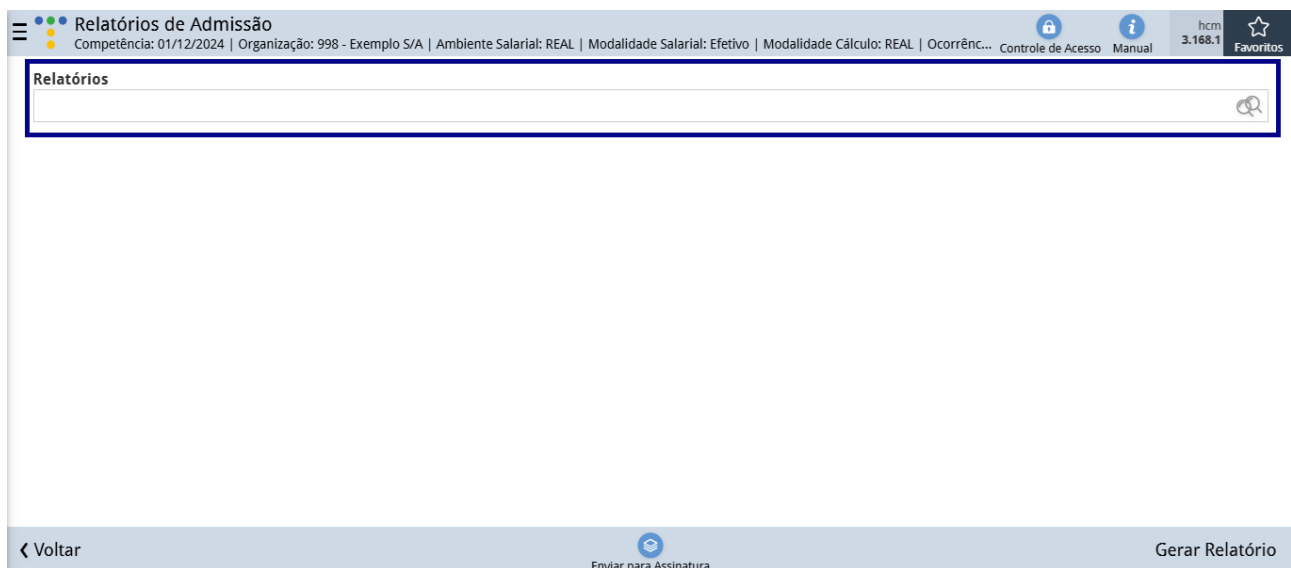 Relatórios de Admissão
Competência: 01/12/2024 | Organização: 998 - Exemplo S/A | Ambiente Salarial: REAL | Modalidade Salarial: Efetivo | Modalidade Cálculo: REAL | Ocorrênc...
Controle de Acesso
Manual
hcm
3.168.1
Favoritos
Relatórios
Voltar
Enviar para Assinatura
Gerar Relatório